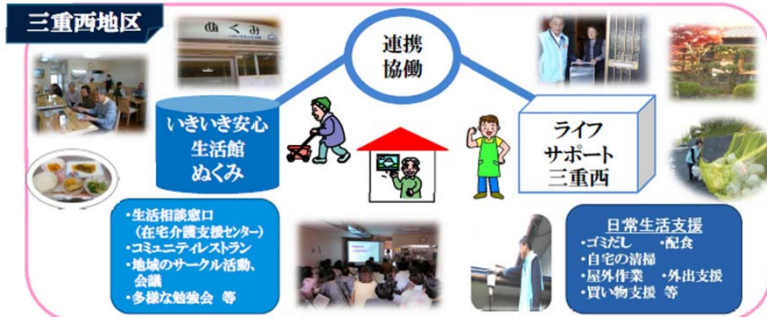 三重西地区
ぬくみ
連携
協働
いきいき安心
生活館
ぬくみ
ライフ
サポート
三重西
・生活相談窓口
(在宅介護支援センター)
・コミュニティレストラン
・地域のサークル活動、
会議
・多様な勉強会 等
日常生活支援
・ゴミだし ・配食
・自宅の清掃
・屋外作業 ・外出支援
・買い物支援 等